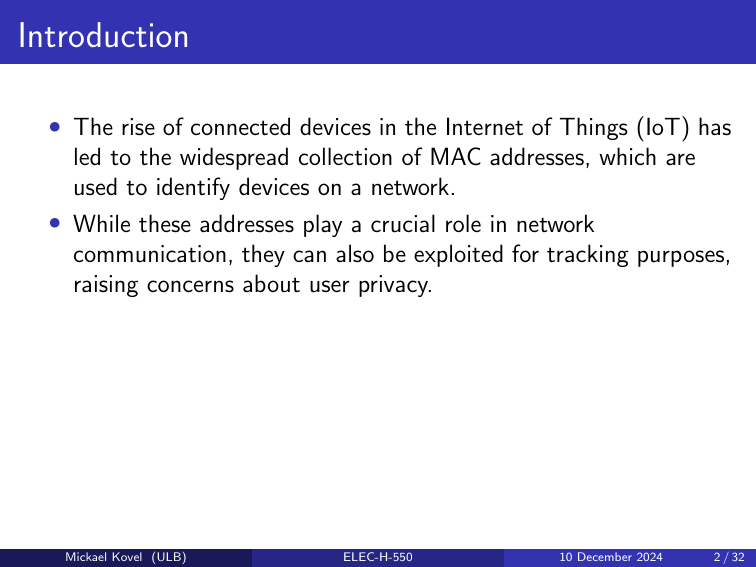 Introduction
• The rise of connected devices in the Internet of Things (IoT) has
led to the widespread collection of MAC addresses, which are
used to identify devices on a network.
• While these addresses play a crucial role in network
communication, they can also be exploited for tracking purposes,
raising concerns about user privacy.
Mickael Kovel (ULB) ELEC-H-550 10 December 2024 2 / 32